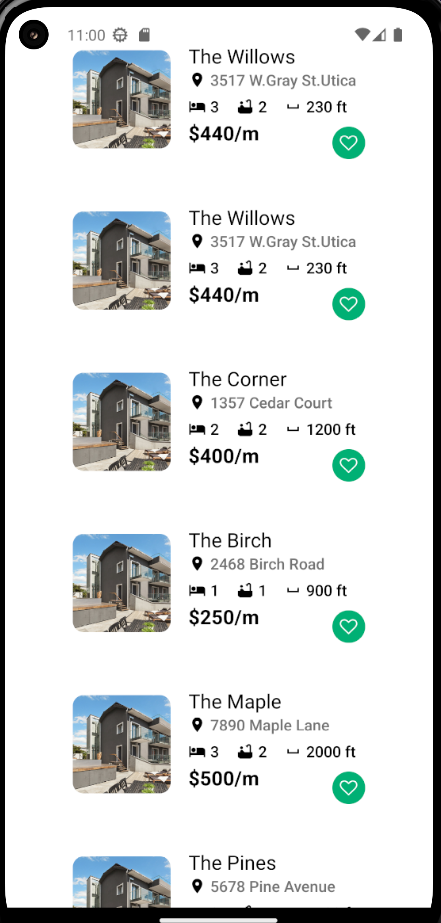 11:00
The Willows
3517 W.Gray St.Utica
3 2 230 ft
$440/m
The Willows
3517 W.Gray St.Utica
3 2 230 ft
$440/m
The Corner
1357 Cedar Court
2 2 1200 ft
$400/m
The Birch
2468 Birch Road
1 1 900 ft
$250/m
The Maple
7890 Maple Lane
3 2 2000 ft
$500/m
The Pines
5678 Pine Avenue